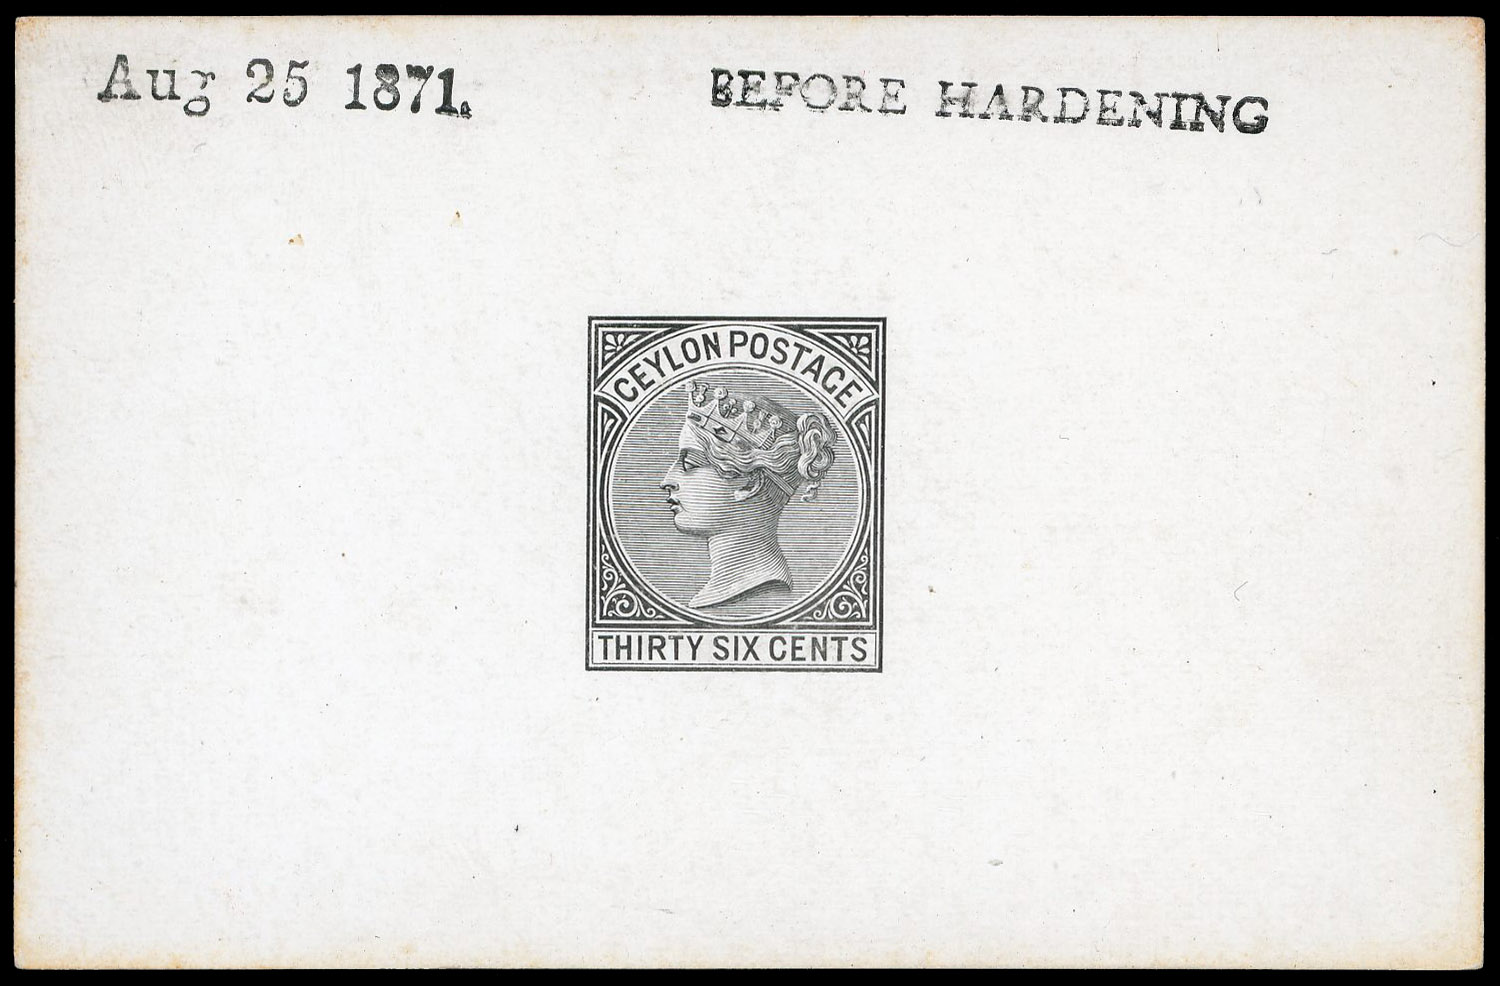 Aug 25 1871.
BEFORE HARDENING
CEYLON POSTAGE
THIRTY SIX CENTS